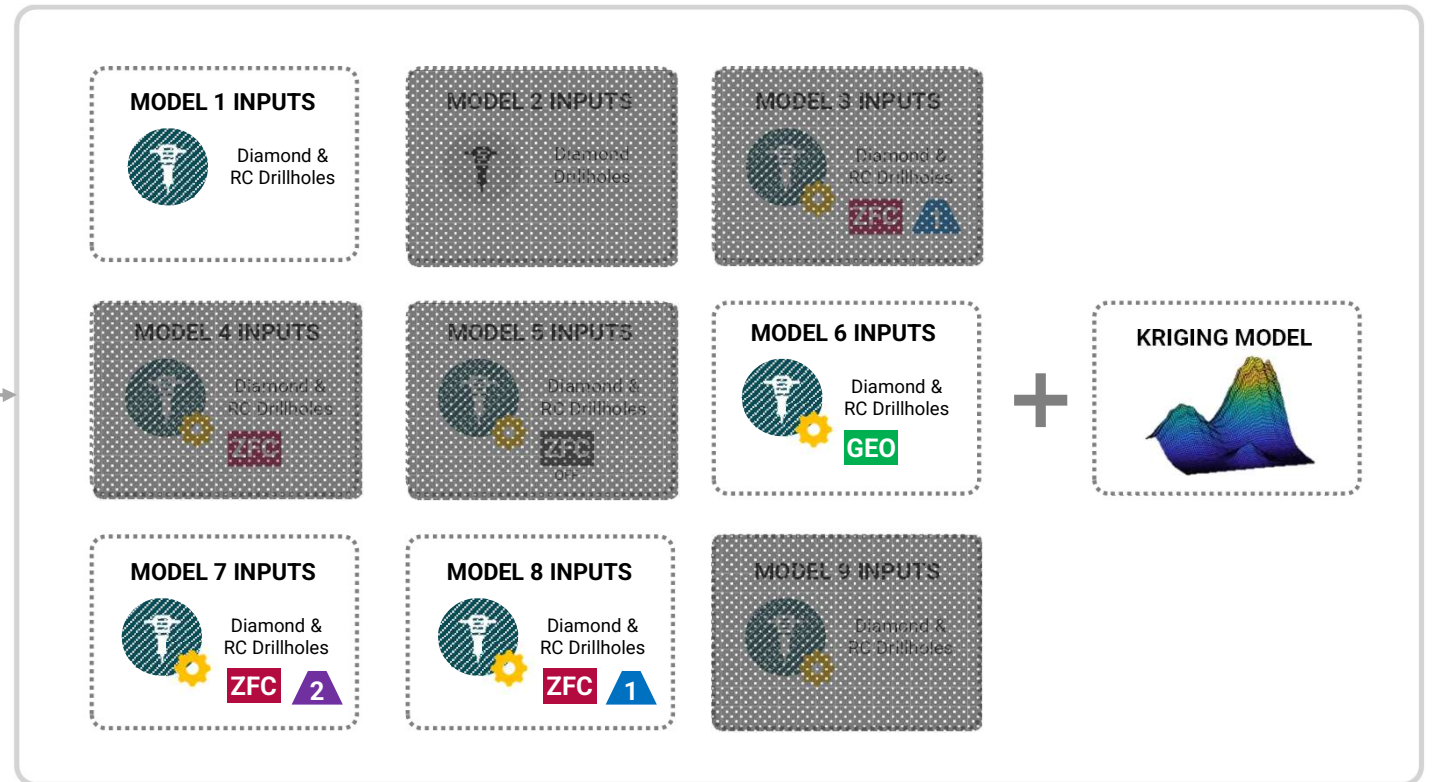 MODEL 1 INPUTS
Diamond &
RC Drillholes
MODEL 2 INPUTS
Diamond
Drillholes
MODEL 3 INPUTS
Diamond &
RC Drillholes
ZFC 1
MODEL 4 INPUTS
Diamond &
RC Drillholes
ZFC
MODEL 5 INPUTS
Diamond &
RC Drillholes
ZFC
OFF
MODEL 6 INPUTS
Diamond &
RC Drillholes
GEO
+
KRIGING MODEL
MODEL 7 INPUTS
Diamond &
RC Drillholes
ZFC 2
MODEL 8 INPUTS
Diamond &
RC Drillholes
ZFC 1
MODEL 9 INPUTS
Diamond &
RC Drillholes